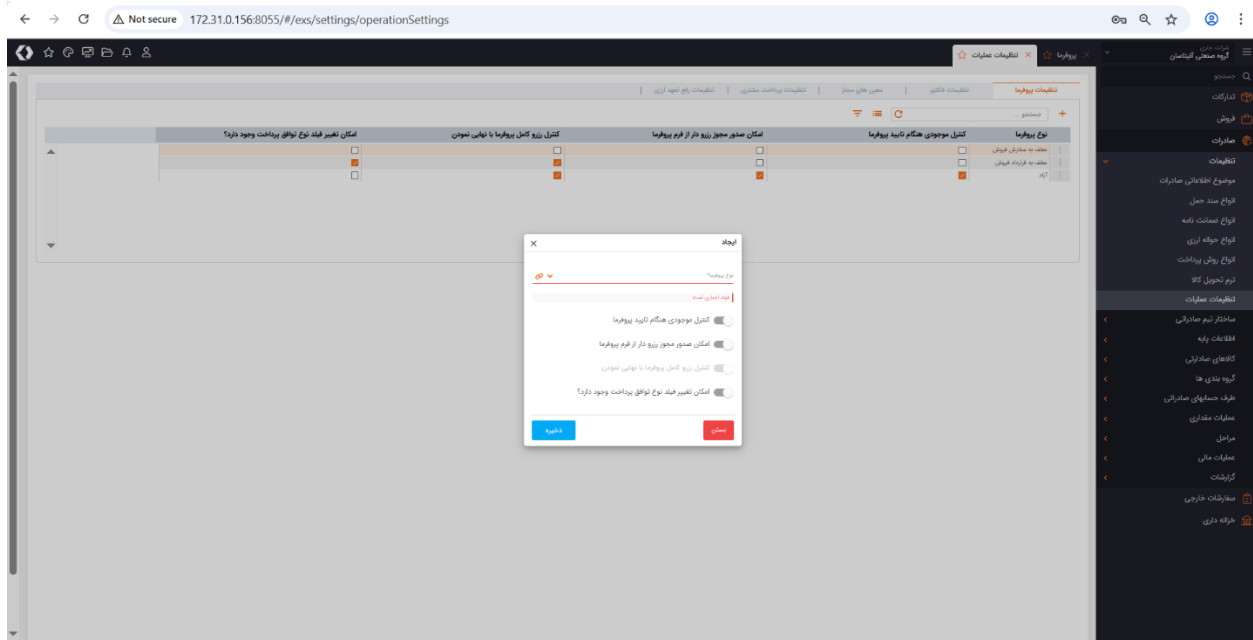 Not secure 172.31.0.156:8055/#/exs/settings/operationSettings
شرکت جاری
گروه صنعتی آلیتاسان
تنظیمات عملیات
پروفرما
تنظیمات پروفرما
تنظیمات فاکتور
معین های مجاز
تنظیمات پرداخت مشتری
تنظیمات رفع تعهد ارزی
جستجو ...
نوع پروفرما
کنترل موجودی هنگام تایید پروفرما
امکان صدور مجوز رزرو دار از فرم پروفرما
کنترل رزرو کامل پروفرما با نهایی نمودن
امکان تغییر فیلد نوع توافق پرداخت وجود دارد؟
عطف به سفارش فروش
عطف به قرارداد فروش
آزاد
ایجاد
نوع پروفرما*
فیلد اجباری است
کنترل موجودی هنگام تایید پروفرما
امکان صدور مجوز رزرو دار از فرم پروفرما
کنترل رزرو کامل پروفرما با نهایی نمودن
امکان تغییر فیلد نوع توافق پرداخت وجود دارد؟
بستن
ذخیره
جستجو
تدارکات
فروش
صادرات
تنظیمات
موضوع اطلاعاتی صادرات
انواع سند حمل
انواع ضمانت نامه
انواع حواله ارزی
انواع روش پرداخت
ترم تحویل کالا
تنظیمات عملیات
ساختار تیم صادراتی
اطلاعات پایه
کالاهای صادارتی
گروه بندی ها
طرف حسابهای صادراتی
عملیات مقداری
مراحل
عملیات مالی
گزارشات
سفارشات خارجی
خزانه داری